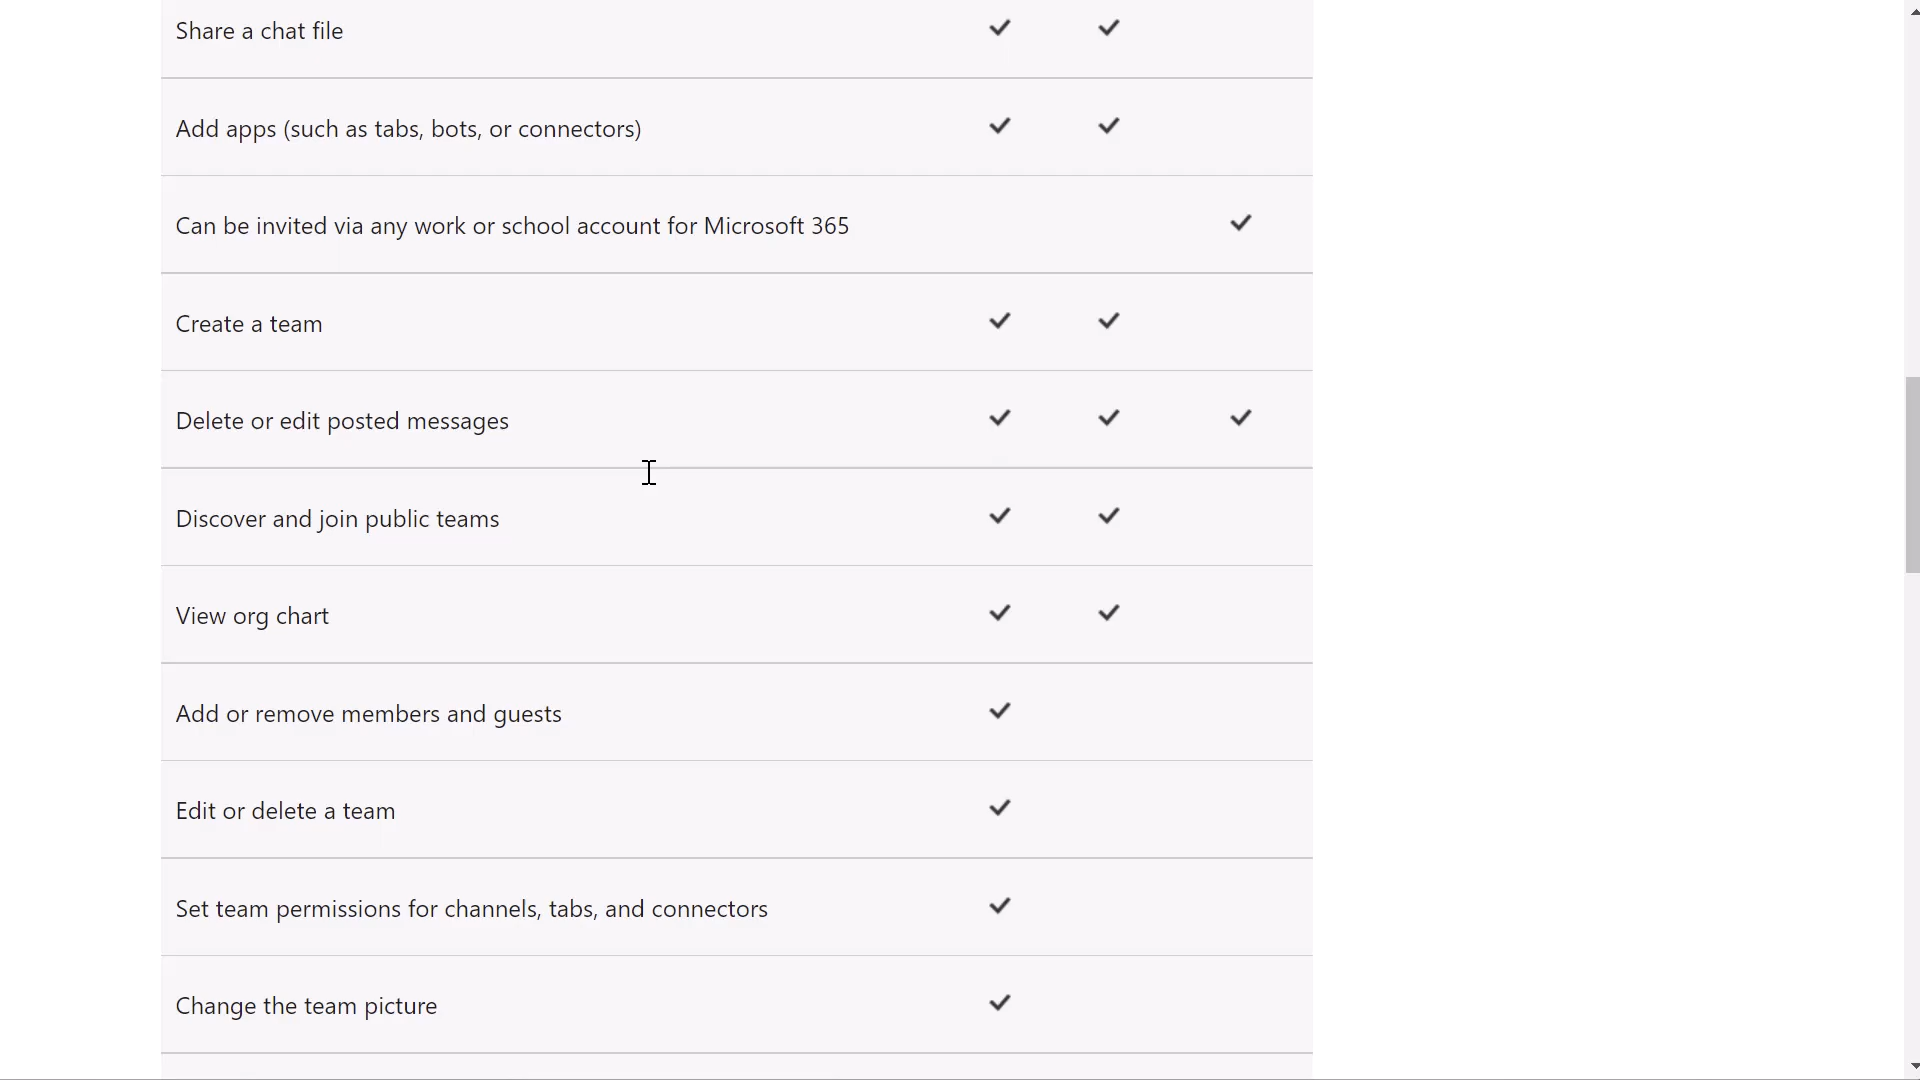 Share a chat file
Add apps (such as tabs, bots, or connectors)
Can be invited via any work or school account for Microsoft 365
Create a team
Delete or edit posted messages
Discover and join public teams
View org chart
Add or remove members and guests
Edit or delete a team
Set team permissions for channels, tabs, and connectors
Change the team picture